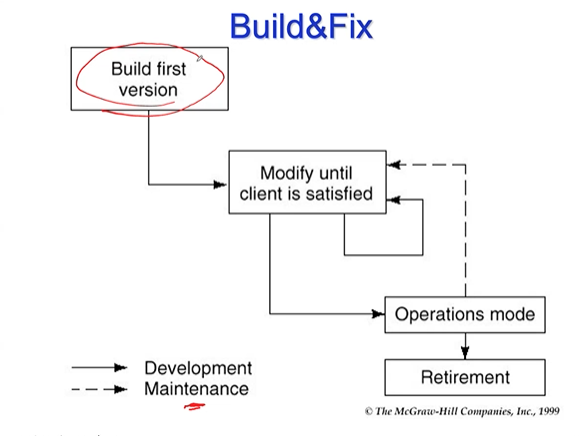 Build&Fix
Build first
version
Modify until
client is satisfied
Operations mode
Retirement
Development
Maintenance
© The McGraw-Hill Companies, Inc., 1999